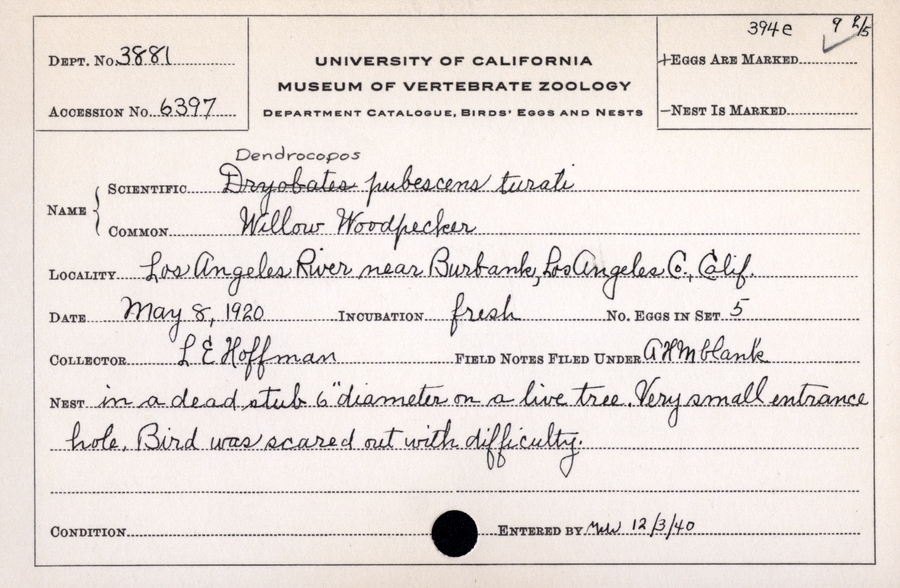 394e 9 2/5
Dept. No. 3881
UNIVERSITY OF CALIFORNIA
+Eggs Are Marked
MUSEUM OF VERTEBRATE ZOOLOGY
Accession No. 6397
Department Catalogue, Birds' Eggs and Nests
–Nest Is Marked
Dendrocopos
Name { Scientific Dryobates pubescens turati
Common Willow Woodpecker
Locality Los Angeles River near Burbank, Los Angeles Co., Calif.
Date May 8, 1920 Incubation fresh No. Eggs in Set 5
Collector L E Hoffman Field Notes Filed Under A H M blank
Nest in a dead stub 6" diameter on a live tree. Very small entrance
hole. Bird was scared out with difficulty.
Condition Entered by 12/3/40